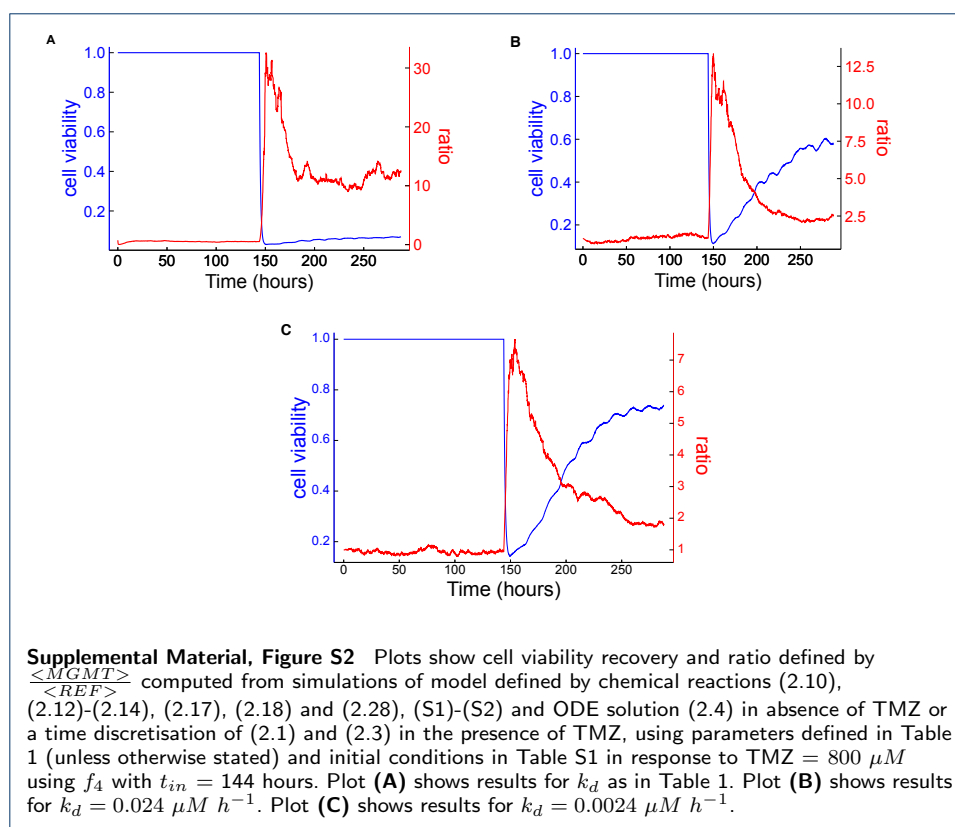 A
1.0
0.8
0.6
0.4
0.2
cell viability
30
20
10
0
ratio
0 50 100 150 200 250
Time (hours)
B
1.0
0.8
0.6
0.4
0.2
cell viability
12.5
10.0
7.5
5.0
2.5
ratio
0 50 100 150 200 250
Time (hours)
C
1.0
0.8
0.6
0.4
0.2
cell viability
7
6
5
4
3
2
1
ratio
0 50 100 150 200 250
Time (hours)
Supplemental Material, Figure S2 Plots show cell viability recovery and ratio defined by
<MGMT>/<REF> computed from simulations of model defined by chemical reactions (2.10),
(2.12)-(2.14), (2.17), (2.18) and (2.28), (S1)-(S2) and ODE solution (2.4) in absence of TMZ or
a time discretisation of (2.1) and (2.3) in the presence of TMZ, using parameters defined in Table
1 (unless otherwise stated) and initial conditions in Table S1 in response to TMZ = 800 μM
using f₄ with t_in = 144 hours. Plot (A) shows results for k_d as in Table 1. Plot (B) shows results
for k_d = 0.024 μM h⁻¹. Plot (C) shows results for k_d = 0.0024 μM h⁻¹.